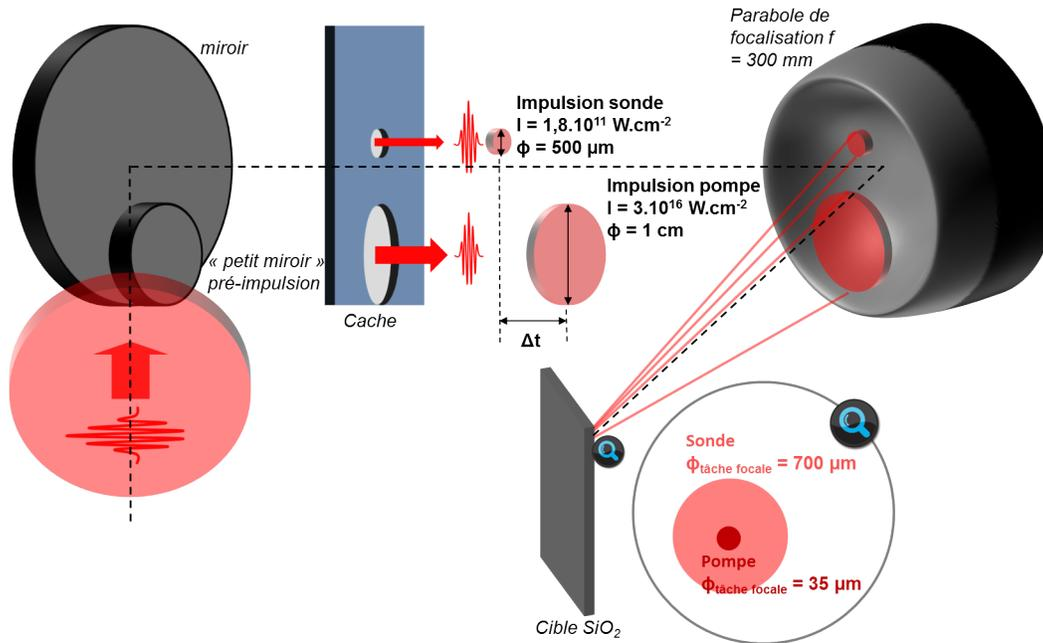 miroir
« petit miroir »
pré-impulsion
Cache
Impulsion sonde
I = 1,8.10¹¹ W.cm⁻²
ϕ = 500 µm
Impulsion pompe
I = 3.10¹⁶ W.cm⁻²
ϕ = 1 cm
Δt
Parabole de
focalisation f
= 300 mm
Sonde
ϕtâche focale = 700 µm
Pompe
ϕtâche focale = 35 µm
Cible SiO₂